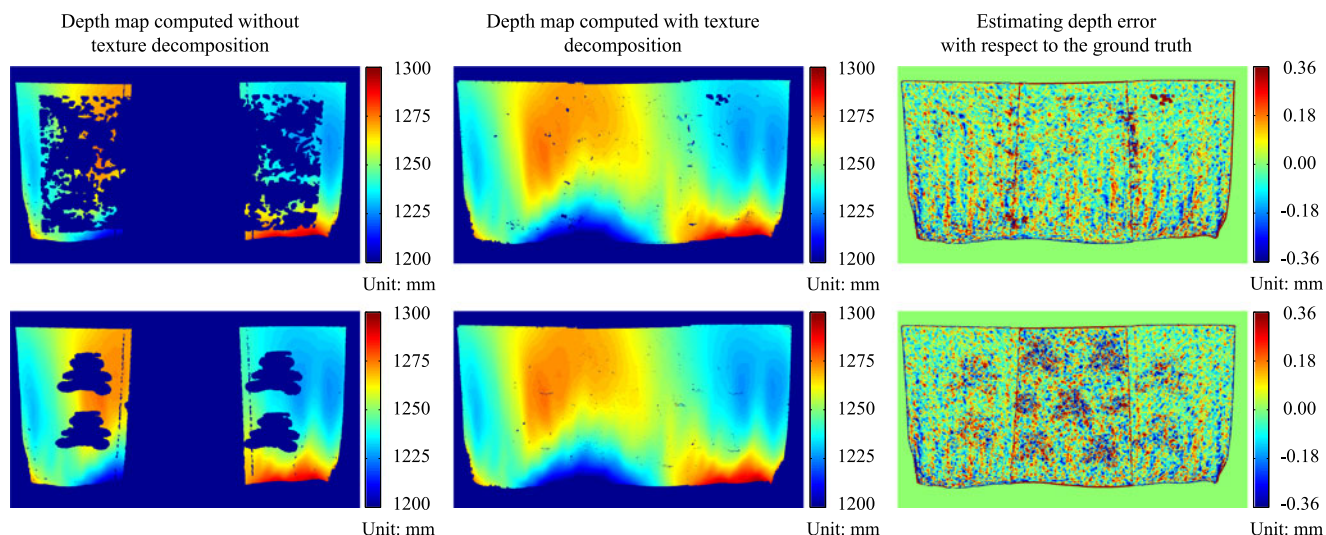 Depth map computed without
texture decomposition
Depth map computed with texture
decomposition
Estimating depth error
with respect to the ground truth
1300
1275
1250
1225
1200
Unit: mm
1300
1275
1250
1225
1200
Unit: mm
0.36
0.18
0.00
-0.18
-0.36
Unit: mm
1300
1275
1250
1225
1200
Unit: mm
1300
1275
1250
1225
1200
Unit: mm
0.36
0.18
0.00
-0.18
-0.36
Unit: mm